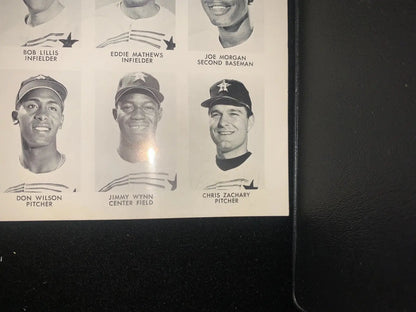 BOB LILLIS
INFIELDER
EDDIE MATHEWS
INFIELDER
JOE MORGAN
SECOND BASEMAN
DON WILSON
PITCHER
JIMMY WYNN
CENTER FIELD
CHRIS ZACHARY
PITCHER